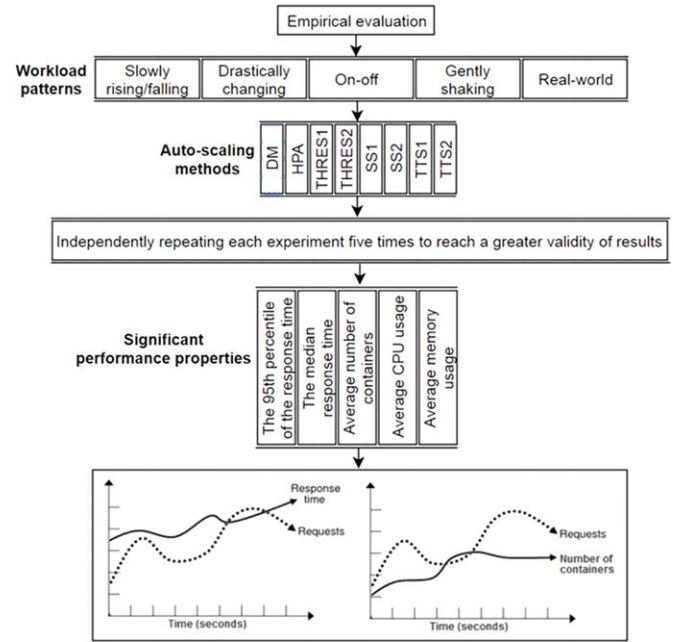 Empirical evaluation
Workload
patterns
Slowly
rising/falling
Drastically
changing
On-off
Gently
shaking
Real-world
Auto-scaling
methods
DM
HPA
THRES1
THRES2
SS1
SS2
TTS1
TTS2
Independently repeating each experiment five times to reach a greater validity of results
Significant
performance properties
The 95th percentile
of the response time
The median
response time
Average number of
containers
Average CPU usage
Average memory
usage
Response
time
Requests
Time (seconds)
Requests
Number of
containers
Time (seconds)